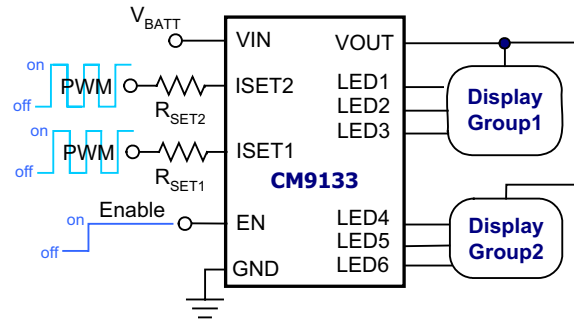 VBATT
VIN
VOUT
on
PWM
off
RSET2
ISET2
LED1
LED2
LED3
Display
Group1
on
PWM
off
RSET1
ISET1
CM9133
Enable
on
off
EN
GND
LED4
LED5
LED6
Display
Group2